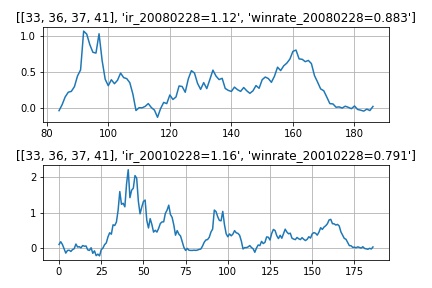 [[33, 36, 37, 41], 'ir_20080228=1.12', 'winrate_20080228=0.883']
1.0
0.5
0.0
80 100 120 140 160 180
[[33, 36, 37, 41], 'ir_20010228=1.16', 'winrate_20010228=0.791']
2
1
0
0 25 50 75 100 125 150 175